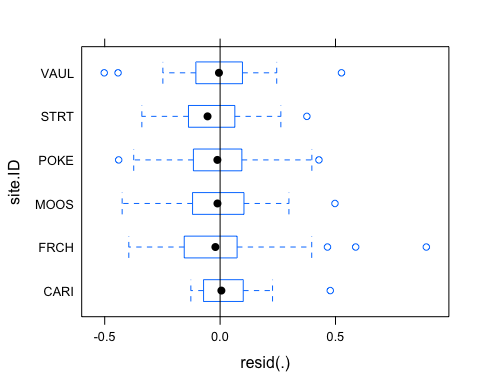 VAUL
STRT
POKE
MOOS
FRCH
CARI
site.ID
-0.5 0.0 0.5
resid(.)